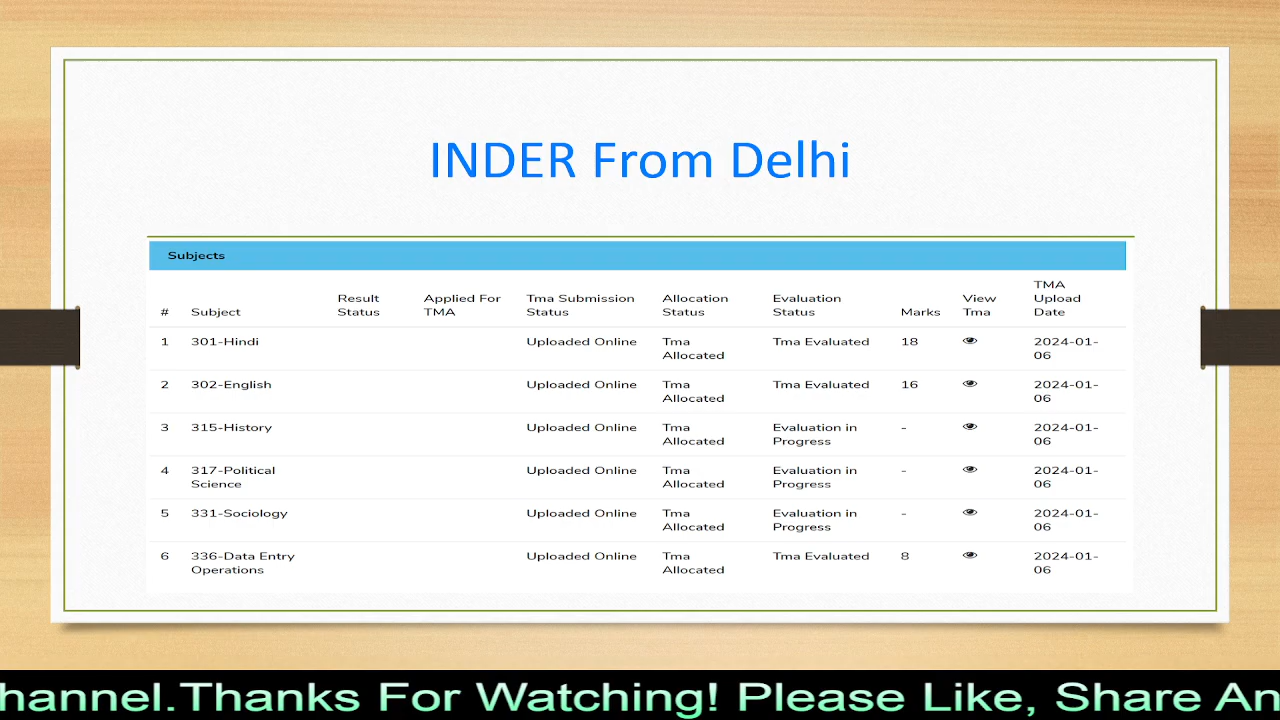 INDER From Delhi
Subjects
# Subject Result Status Applied For TMA Tma Submission Status Allocation Status Evaluation Status Marks View Tma TMA Upload Date
1 301-Hindi Uploaded Online Tma Allocated Tma Evaluated 18 2024-01-06
2 302-English Uploaded Online Tma Allocated Tma Evaluated 16 2024-01-06
3 315-History Uploaded Online Tma Allocated Evaluation in Progress - 2024-01-06
4 317-Political Science Uploaded Online Tma Allocated Evaluation in Progress - 2024-01-06
5 331-Sociology Uploaded Online Tma Allocated Evaluation in Progress - 2024-01-06
6 336-Data Entry Operations Uploaded Online Tma Allocated Tma Evaluated 8 2024-01-06
hannel.Thanks For Watching! Please Like, Share An